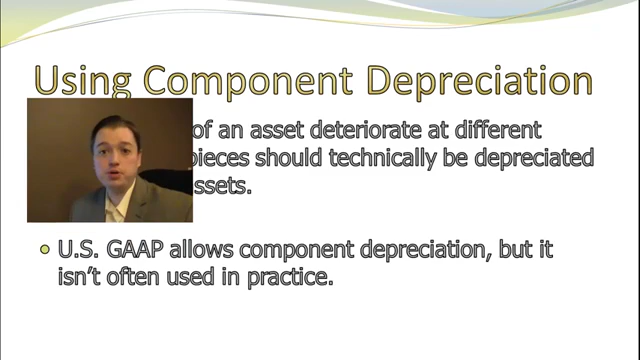 Using Component Depreciation
of an asset deteriorate at different
pieces should technically be depreciated
assets.
U.S. GAAP allows component depreciation, but it
isn't often used in practice.